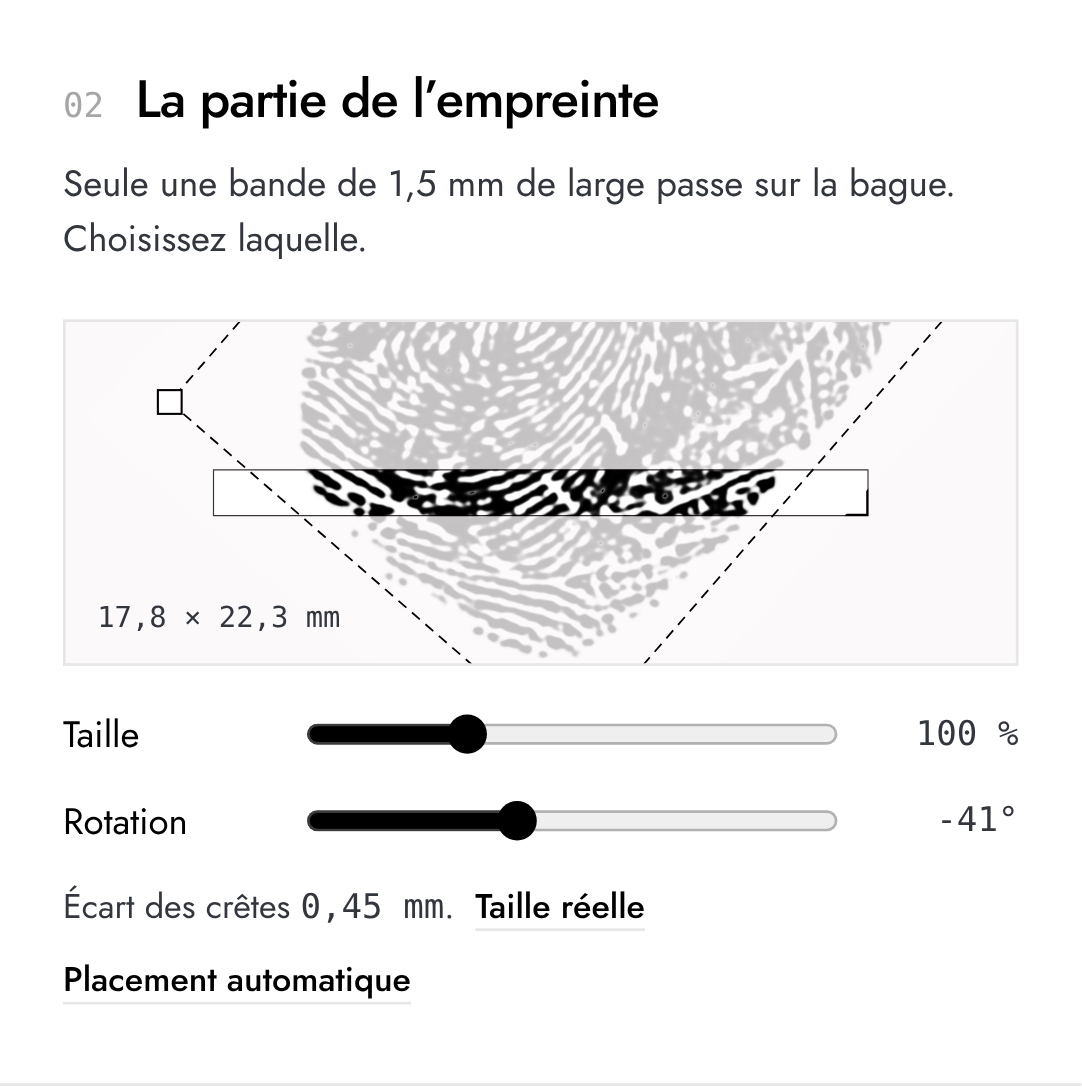 02 La partie de l’empreinte
Seule une bande de 1,5 mm de large passe sur la bague.
Choisissez laquelle.
17,8 × 22,3 mm
Taille 100 %
Rotation -41°
Écart des crêtes 0,45 mm. Taille réelle
Placement automatique